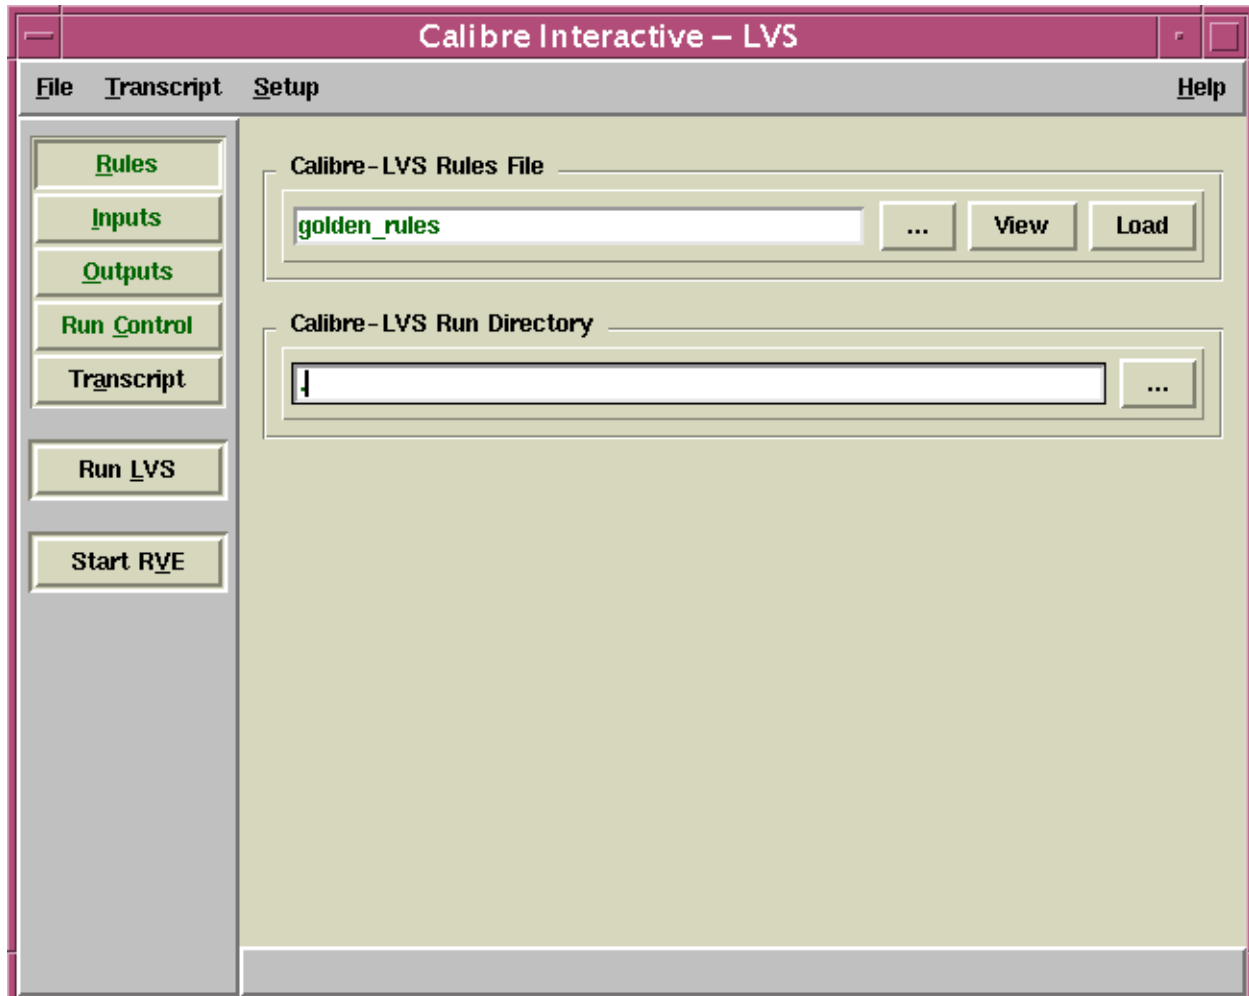 Calibre Interactive – LVS
File Transcript Setup Help
Rules
Inputs
Outputs
Run Control
Transcript
Run LVS
Start RVE
Calibre-LVS Rules File
golden_rules ... View Load
Calibre-LVS Run Directory
. ...